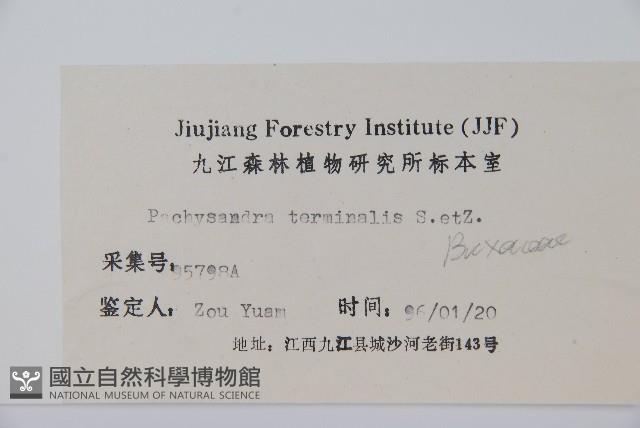 Jiujiang Forestry Institute (JJF)
九江森林植物研究所标本室
Pachysandra terminalis S.etZ.
Buxaceae
采集号: 95798A
鉴定人: Zou Yuam 时间: 96/01/20
地址: 江西九江县城沙河老街143号
國立自然科學博物館
NATIONAL MUSEUM OF NATURAL SCIENCE